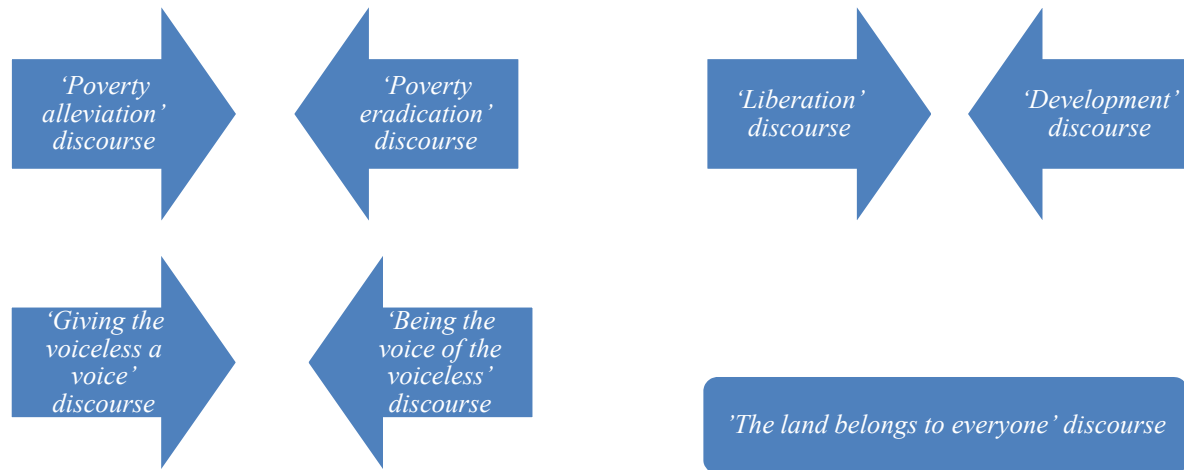 ‘Poverty
alleviation’
discourse
‘Poverty
eradication’
discourse
‘Liberation’
discourse
‘Development’
discourse
‘Giving the
voiceless a
voice’
discourse
‘Being the
voice of the
voiceless’
discourse
’The land belongs to everyone’ discourse